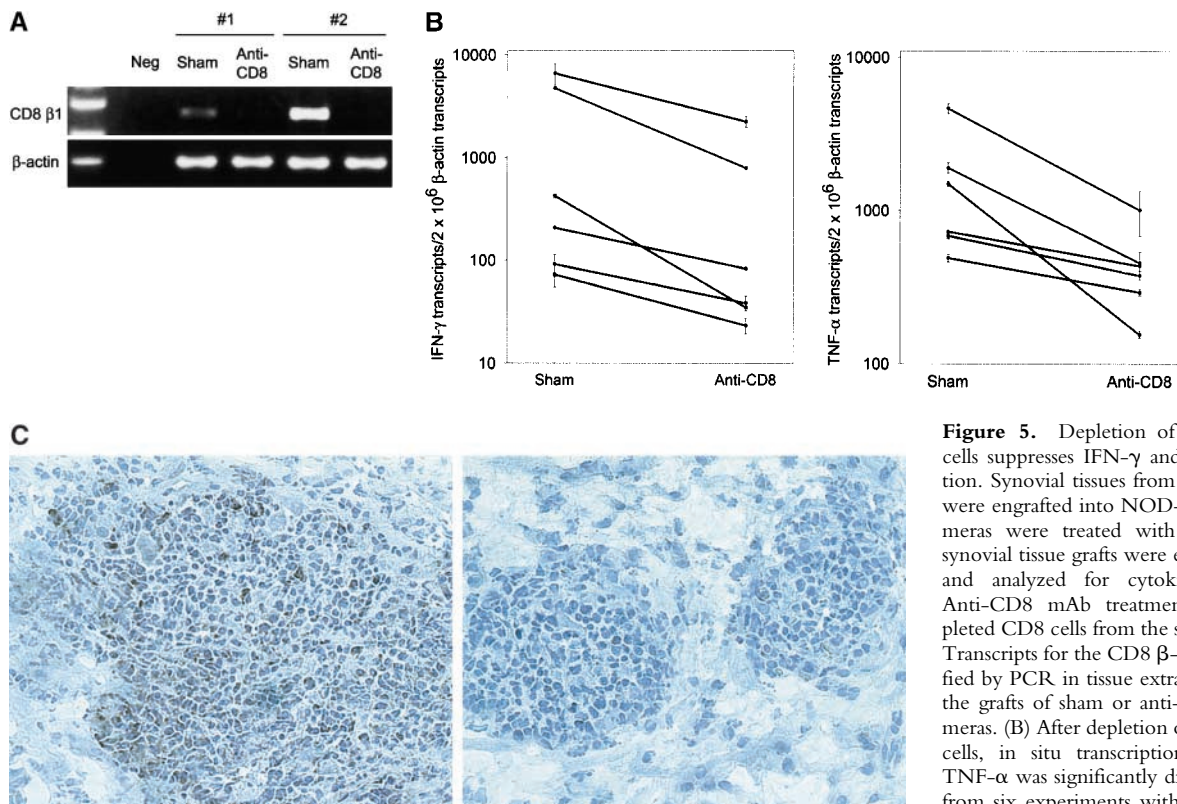 A
#1
#2
Neg
Sham
Anti-
CD8
Sham
Anti-
CD8
CD8 β1
β-actin
B
IFN-γ transcripts/2 x 10⁶ β-actin transcripts
10000
1000
100
10
Sham
Anti-CD8
TNF-α transcripts/2 x 10⁶ β-actin transcripts
10000
1000
100
Sham
Anti-CD8
C
Figure 5. Depletion of
cells suppresses IFN-γ and
tion. Synovial tissues from
were engrafted into NOD-
meras were treated with
synovial tissue grafts were e
and analyzed for cytoki
Anti-CD8 mAb treatmen
pleted CD8 cells from the s
Transcripts for the CD8 β-
fied by PCR in tissue extra
the grafts of sham or anti-
meras. (B) After depletion o
cells, in situ transcription
TNF-α was significantly di
from six experiments with